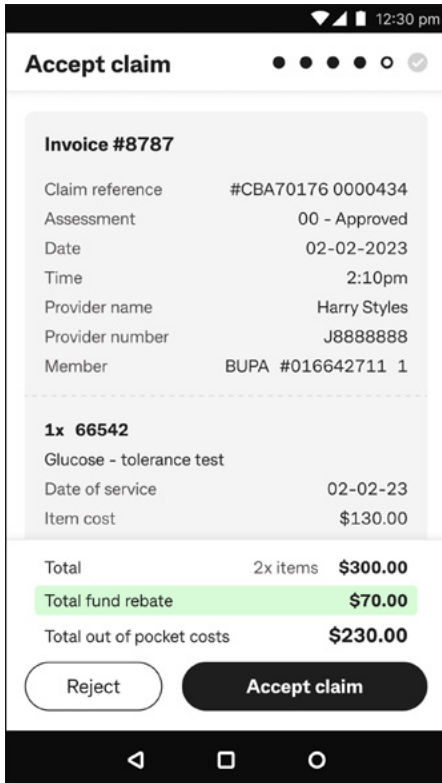 12:30 pm
Accept claim
Invoice #8787
Claim reference #CBA70176 0000434
Assessment 00 - Approved
Date 02-02-2023
Time 2:10pm
Provider name Harry Styles
Provider number J8888888
Member BUPA #016642711 1
1x 66542
Glucose - tolerance test
Date of service 02-02-23
Item cost $130.00
Total 2x items $300.00
Total fund rebate $70.00
Total out of pocket costs $230.00
Reject Accept claim